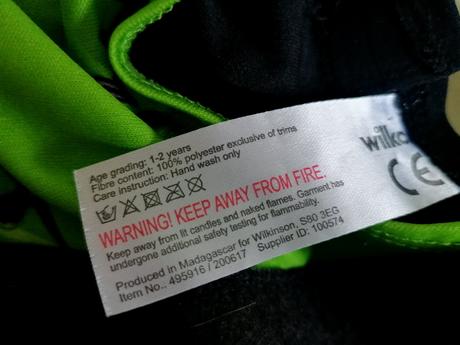 Age grading: 1-2 years
Fibre content: 100% polyester exclusive of trims
Care instruction: Hand wash only
wilko
CE
WARNING! KEEP AWAY FROM FIRE.
Keep away from lit candles and naked flames. Garment has
undergone additional safety testing for flammability.
Produced in Madagascar for Wilkinson, S80 3EG
Item No.: 495916 / 200617 Supplier ID: 100574